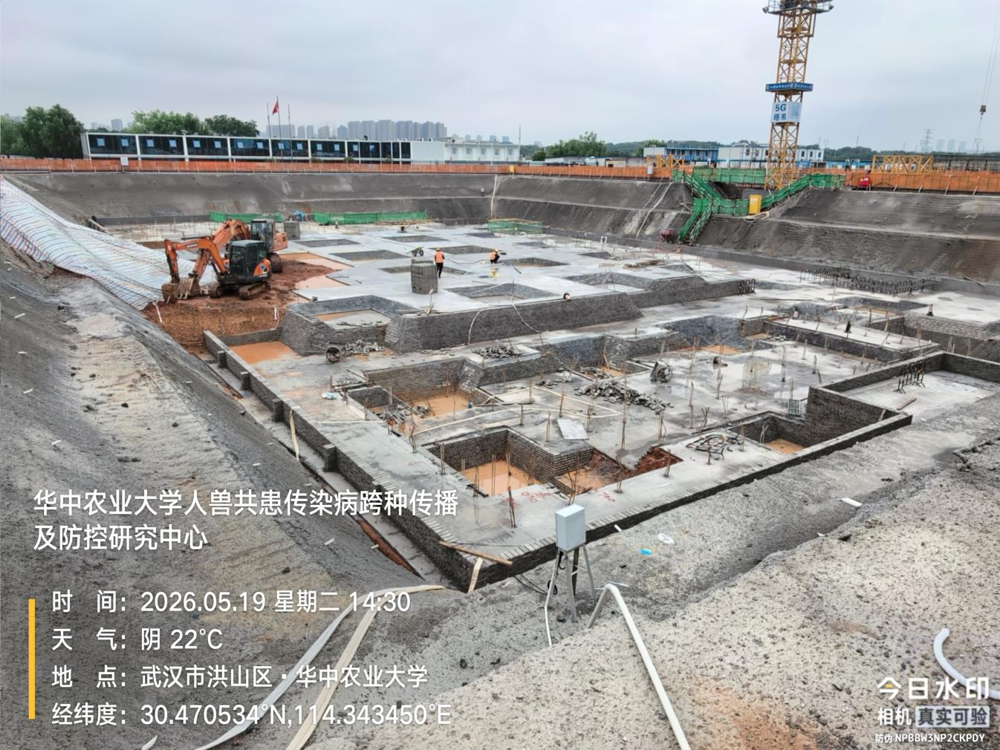 5G
塔吊
华中农业大学人兽共患传染病跨种传播
及防控研究中心
时 间：2026.05.19 星期二 14:30
天 气：阴 22°C
地 点：武汉市洪山区·华中农业大学
经纬度：30.470534°N,114.343450°E
今日水印
相机 真实可验
防伪 NPBBW3NP2CKPDY